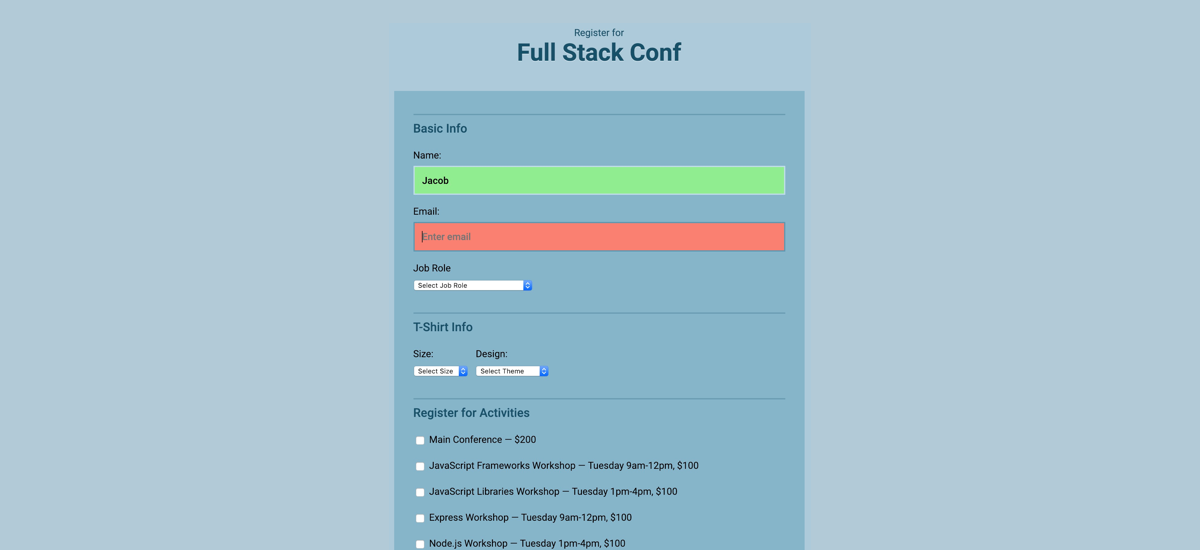 Register for
Full Stack Conf
Basic Info
Name:
Jacob
Email:
Enter email
Job Role
Select Job Role
T-Shirt Info
Size: Design:
Select Size Select Theme
Register for Activities
Main Conference — $200
JavaScript Frameworks Workshop — Tuesday 9am-12pm, $100
JavaScript Libraries Workshop — Tuesday 1pm-4pm, $100
Express Workshop — Tuesday 9am-12pm, $100
Node.js Workshop — Tuesday 1pm-4pm, $100